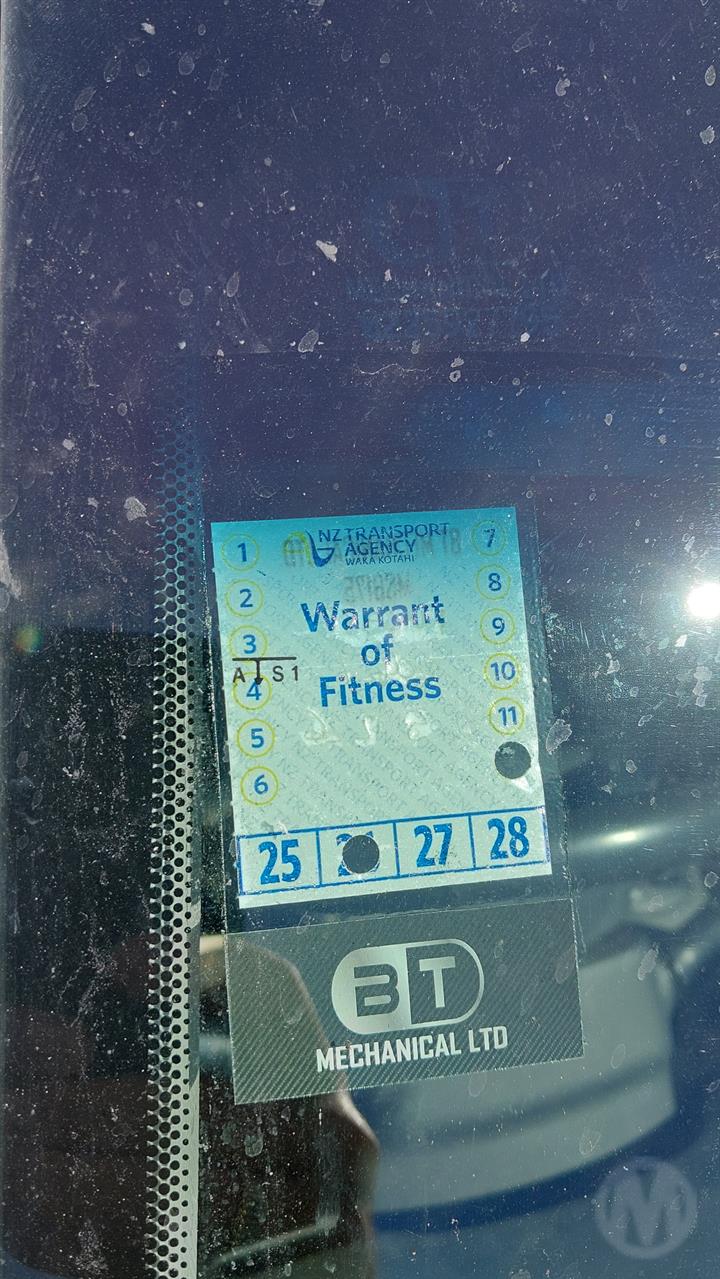 NZ TRANSPORT
AGENCY
WAKA KOTAHI
Warrant
of
Fitness
1
2
3
A S1
4
5
6
7
8
9
10
11
25 27 28
BT
MECHANICAL LTD
M